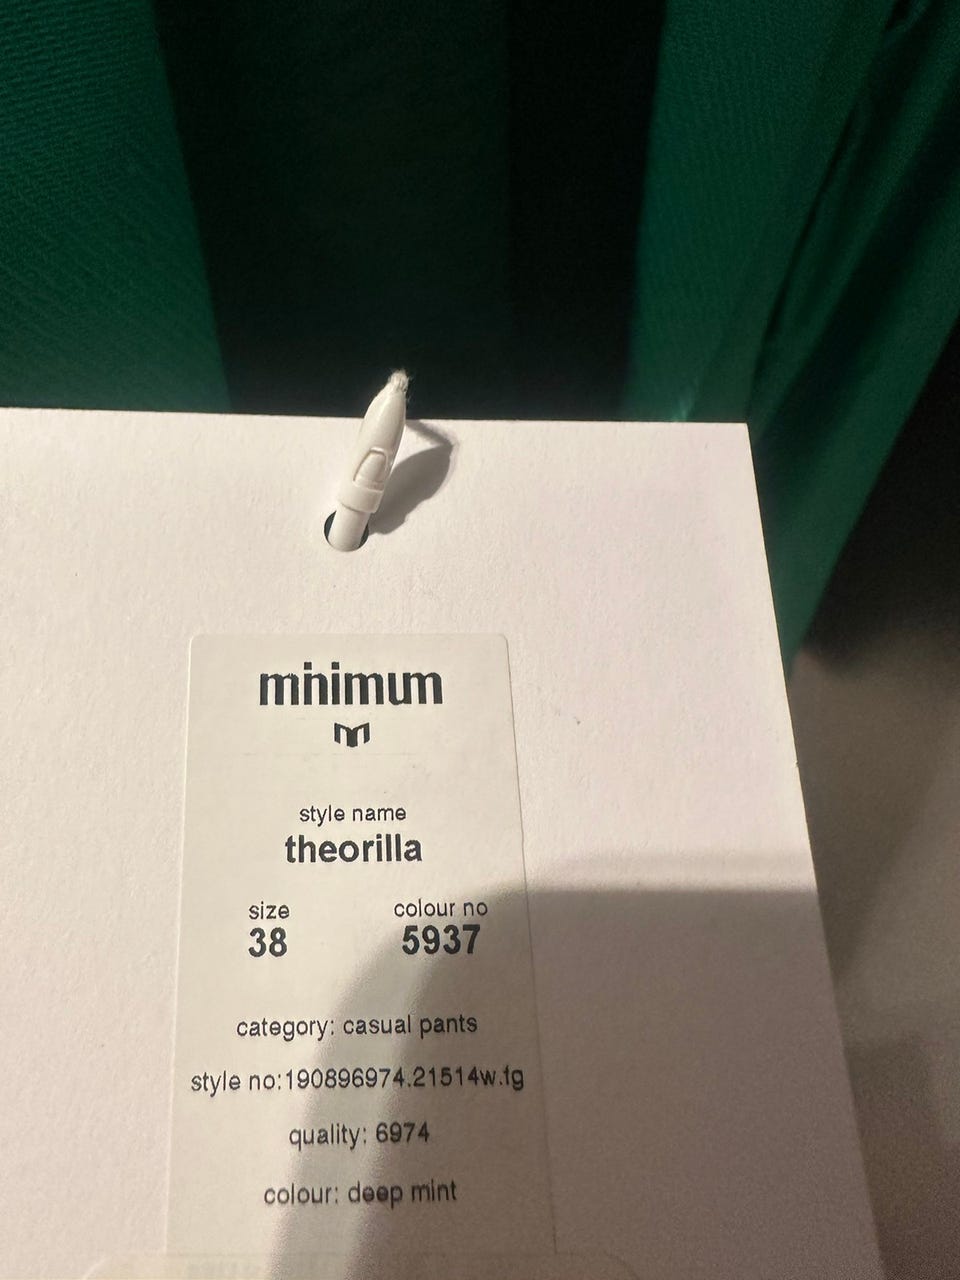 minimum
style name
theorilla
size colour no
38 5937
category: casual pants
style no:190896974.21514w.fg
quality: 6974
colour: deep mint